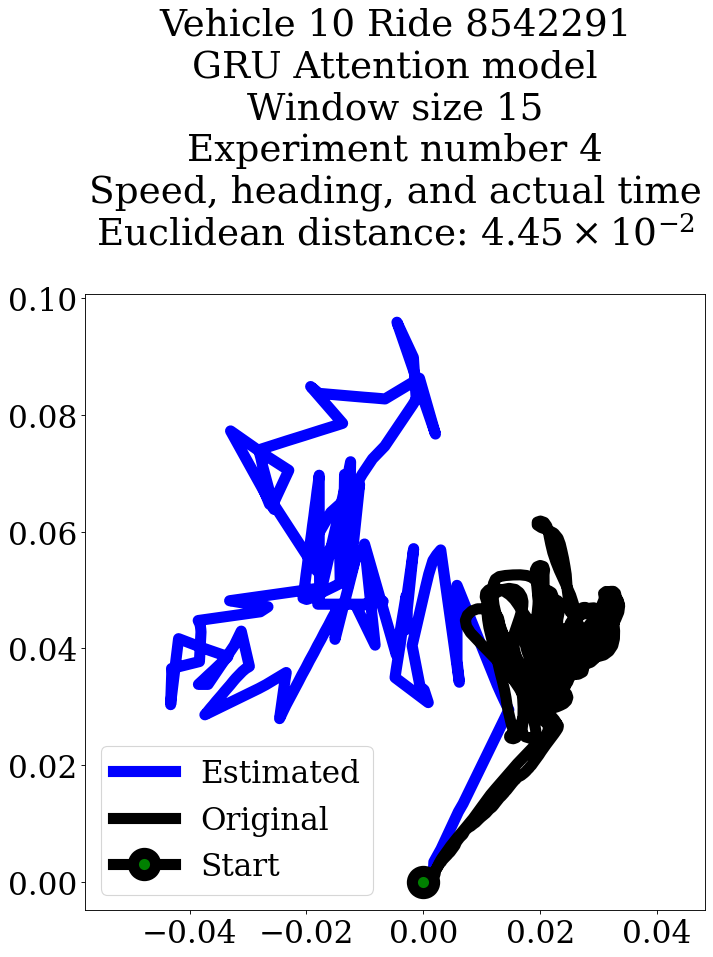 Vehicle 10 Ride 8542291
GRU Attention model
Window size 15
Experiment number 4
Speed, heading, and actual time
Euclidean distance: 4.45 × 10⁻²
0.10
0.08
0.06
0.04
0.02
0.00
Estimated
Original
Start
−0.04 −0.02 0.00 0.02 0.04